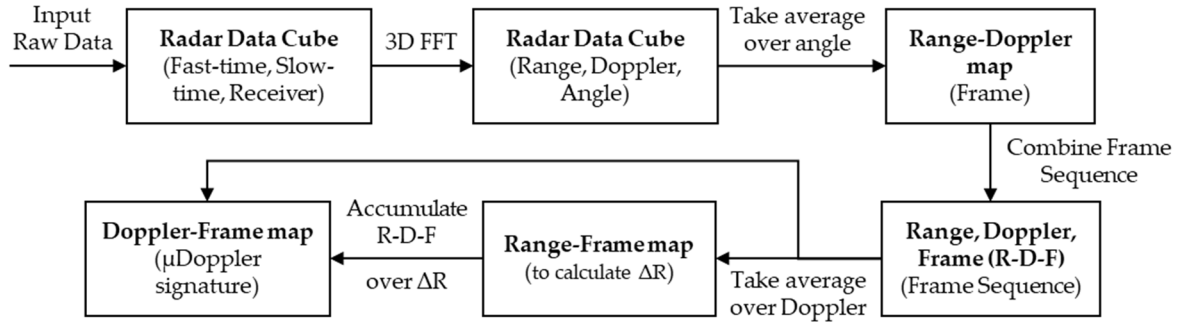 Input
Raw Data
Radar Data Cube
(Fast-time, Slow-
time, Receiver)
3D FFT
Radar Data Cube
(Range, Doppler,
Angle)
Take average
over angle
Range-Doppler
map
(Frame)
Combine Frame
Sequence
Range, Doppler,
Frame (R-D-F)
(Frame Sequence)
Take average
over Doppler
Range-Frame map
(to calculate ΔR)
Accumulate
R-D-F
over ΔR
Doppler-Frame map
(μDoppler
signature)